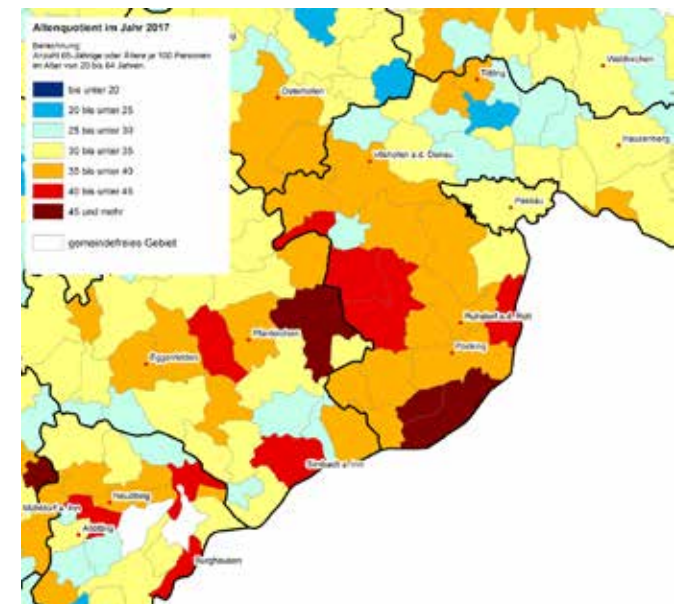 Altenquotient im Jahr 2017
Berechnung:
Anzahl 65-Jährige oder Ältere je 100 Personen
im Alter von 20 bis 64 Jahren.
bis unter 20
20 bis unter 25
25 bis unter 30
30 bis unter 35
35 bis unter 40
40 bis unter 45
45 und mehr
gemeindefreies Gebiet
Waldkirchen
Tittling
Osterhofen
Hauzenberg
Vilshofen a.d. Donau
Passau
Ruhstorf a.d. Rott
Pfarrkirchen
Pocking
Eggenfelden
Simbach a. Inn
Neuötting
Mühldorf a. Inn
Altötting
Burghausen